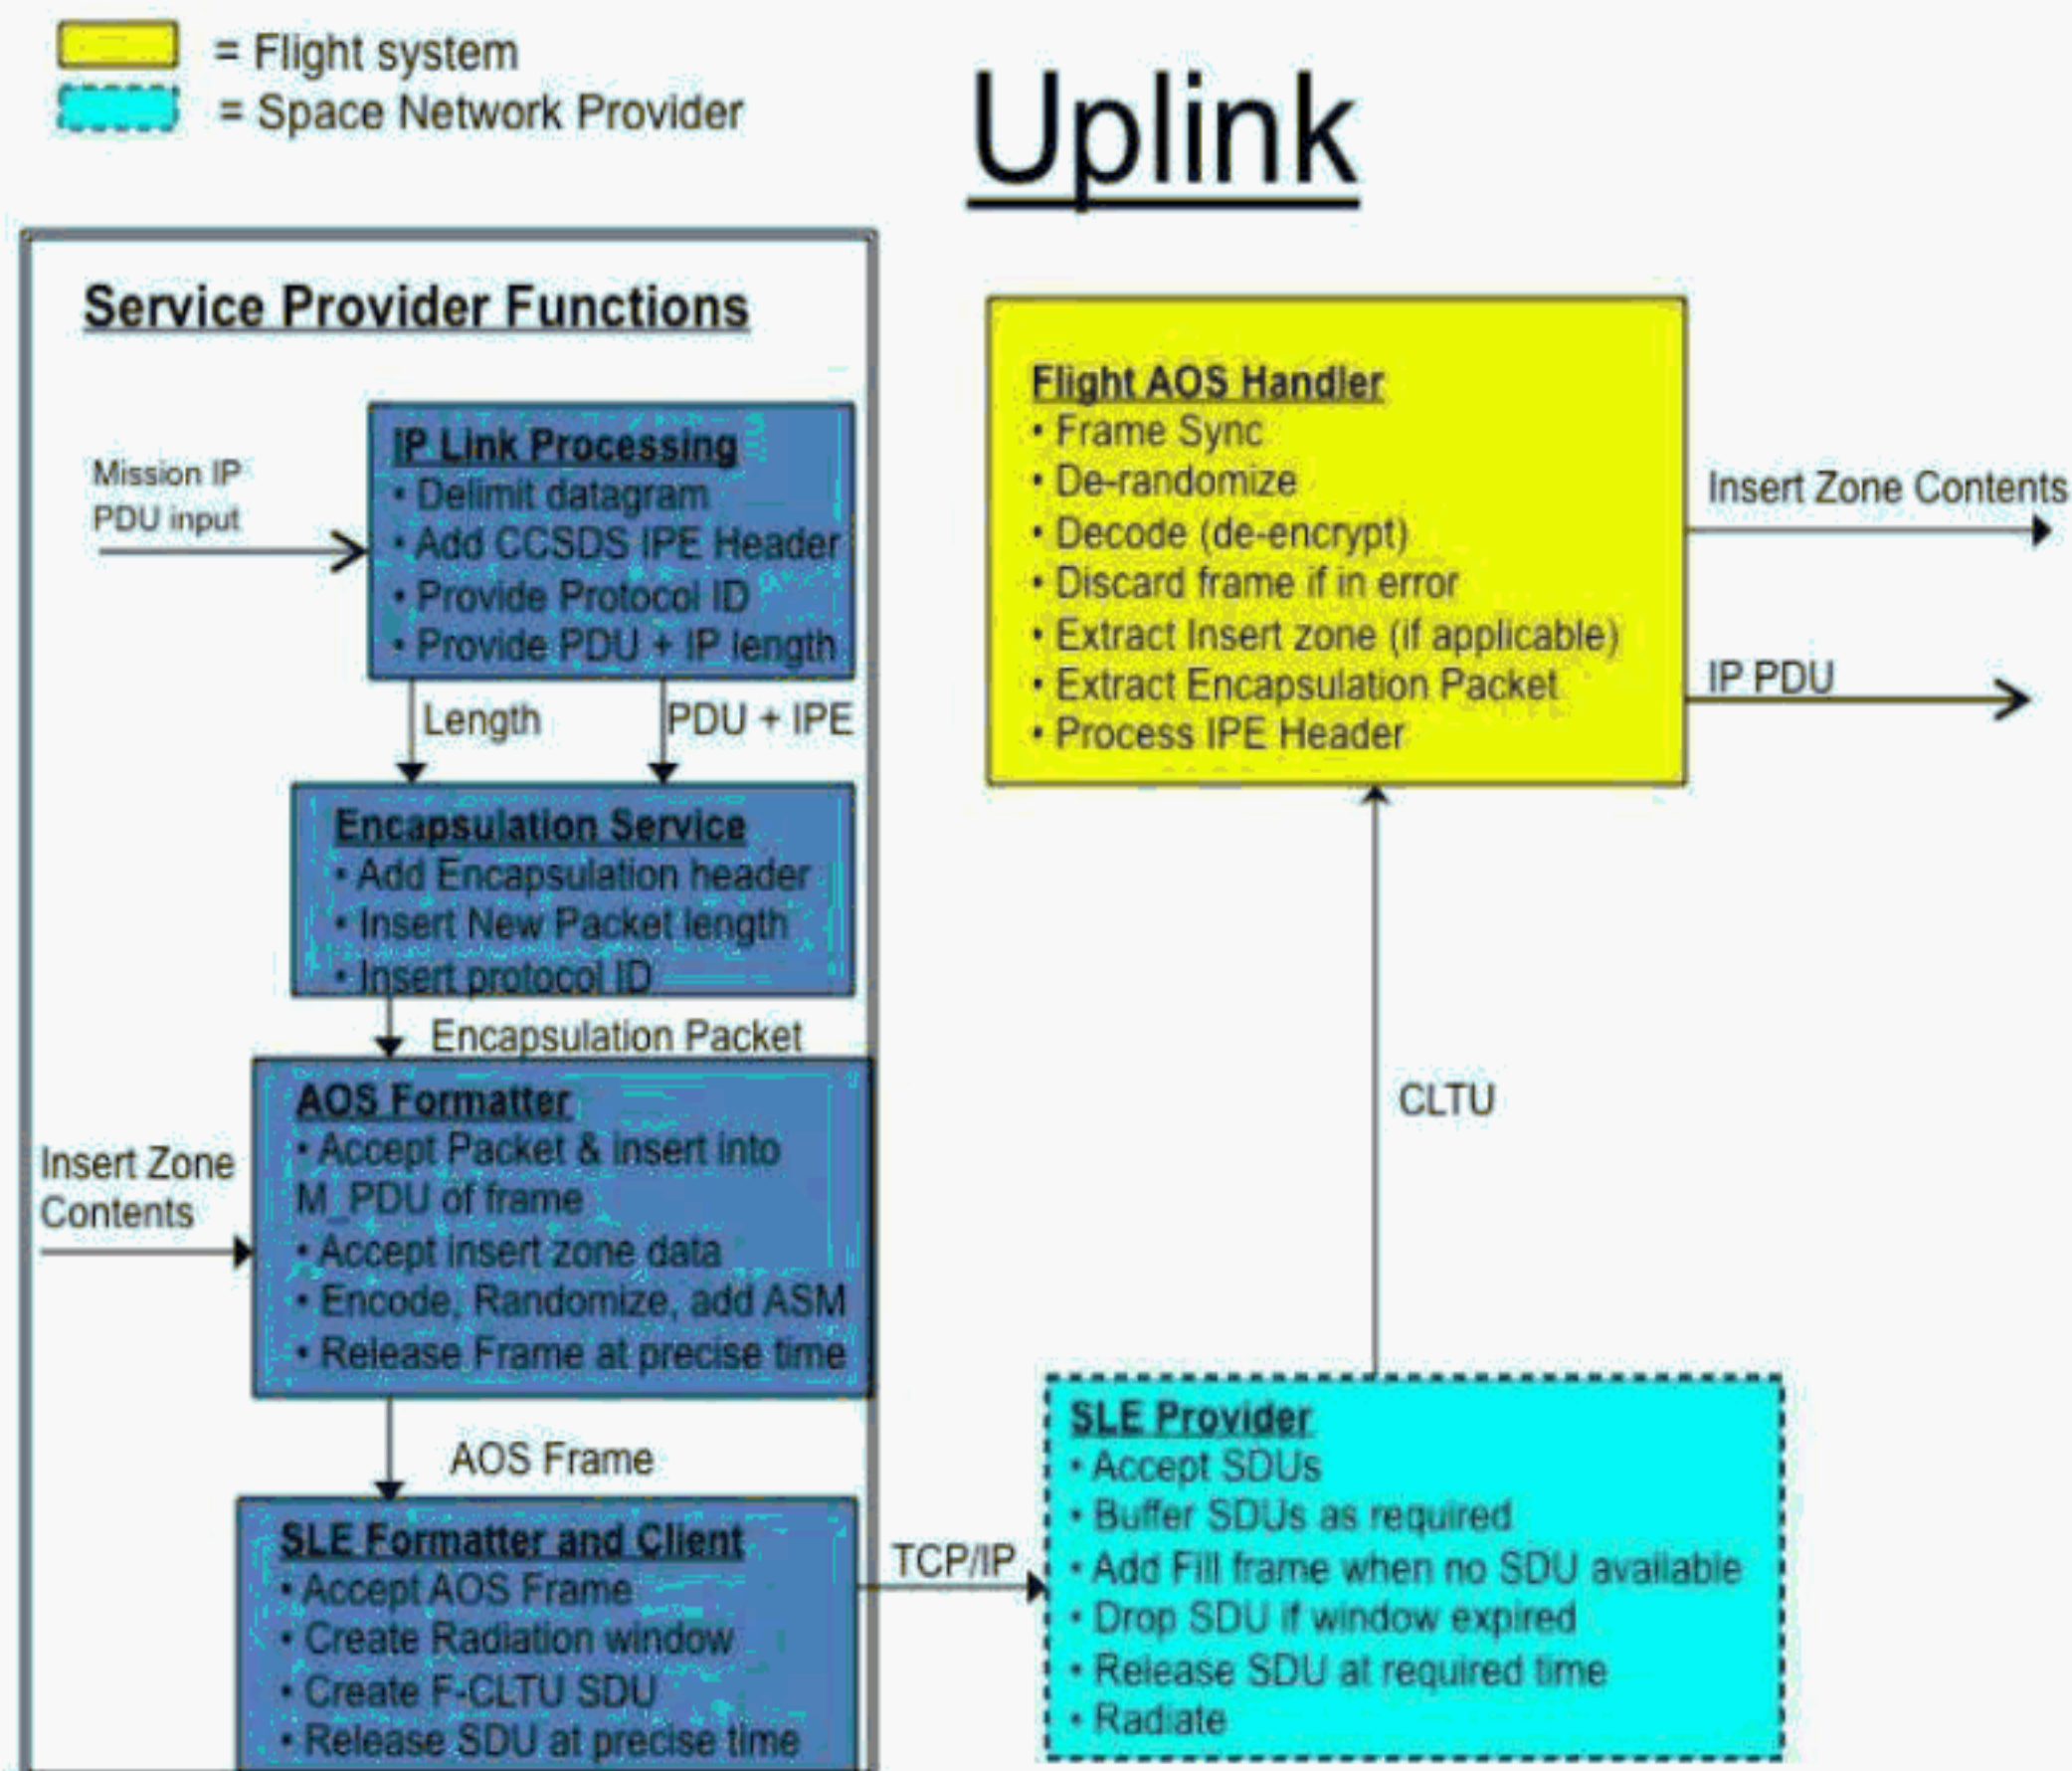 = Flight system
= Space Network Provider
Uplink
Service Provider Functions
Mission IP
PDU input
IP Link Processing
• Delimit datagram
• Add CCSDS IPE Header
• Provide Protocol ID
• Provide PDU + IP length
Length
PDU + IPE
Encapsulation Service
• Add Encapsulation header
• Insert New Packet length
• Insert protocol ID
Encapsulation Packet
Insert Zone
Contents
AOS Formatter
• Accept Packet & insert into
M_PDU of frame
• Accept insert zone data
• Encode, Randomize, add ASM
• Release Frame at precise time
AOS Frame
SLE Formatter and Client
• Accept AOS Frame
• Create Radiation window
• Create F-CLTU SDU
• Release SDU at precise time
TCP/IP
SLE Provider
• Accept SDUs
• Buffer SDUs as required
• Add Fill frame when no SDU available
• Drop SDU if window expired
• Release SDU at required time
• Radiate
CLTU
Flight AOS Handler
• Frame Sync
• De-randomize
• Decode (de-encrypt)
• Discard frame if in error
• Extract Insert zone (if applicable)
• Extract Encapsulation Packet
• Process IPE Header
Insert Zone Contents
IP PDU